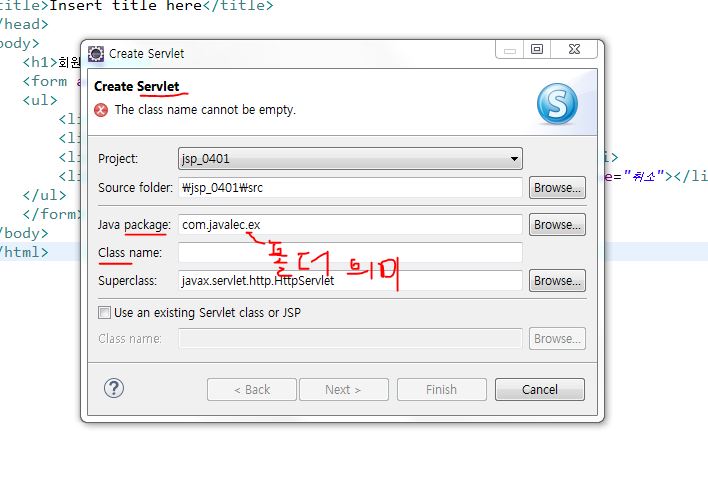 title>Insert title here</title>
/head>
body>
Create Servlet
<h1>회원
Create Servlet
<form a
The class name cannot be empty.
<ul>
S
<li
<li
Project:
jsp_0401
<li
i>
Source folder:
₩jsp_0401₩src
Browse...
<li
e="취소"></li
</ul>
</form>
Java package:
com.javalec.ex
Browse...
/body>
/html>
Class name:
폴더 의미
Superclass:
javax.servlet.http.HttpServlet
Browse...
Use an existing Servlet class or JSP
Class name:
Browse...
?
< Back
Next >
Finish
Cancel